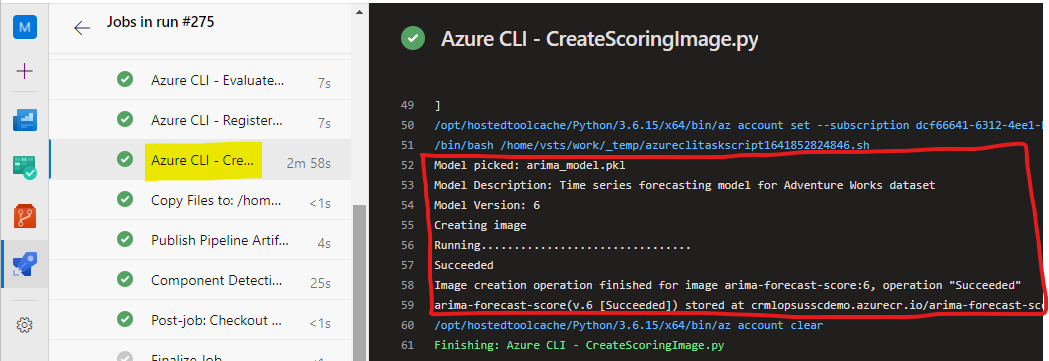 M
Jobs in run #275
Azure CLI - Evaluate...
7s
Azure CLI - Register...
7s
Azure CLI - Cre...
2m 58s
Copy Files to: /hom...
<1s
Publish Pipeline Artif...
4s
Component Detecti...
25s
Post-job: Checkout ...
<1s
Finalize Job
Azure CLI - CreateScoringImage.py
49 ]
50 /opt/hostedtoolcache/Python/3.6.15/x64/bin/az account set --subscription dcf66641-6312-4ee1-
51 /bin/bash /home/vsts/work/_temp/azureclitaskscript1641852824846.sh
52 Model picked: arima_model.pkl
53 Model Description: Time series forecasting model for Adventure Works dataset
54 Model Version: 6
55 Creating image
56 Running................................
57 Succeeded
58 Image creation operation finished for image arima-forecast-score:6, operation "Succeeded"
59 arima-forecast-score(v.6 [Succeeded]) stored at crmlopsusscdemo.azurecr.io/arima-forecast-sc
60 /opt/hostedtoolcache/Python/3.6.15/x64/bin/az account clear
61 Finishing: Azure CLI - CreateScoringImage.py